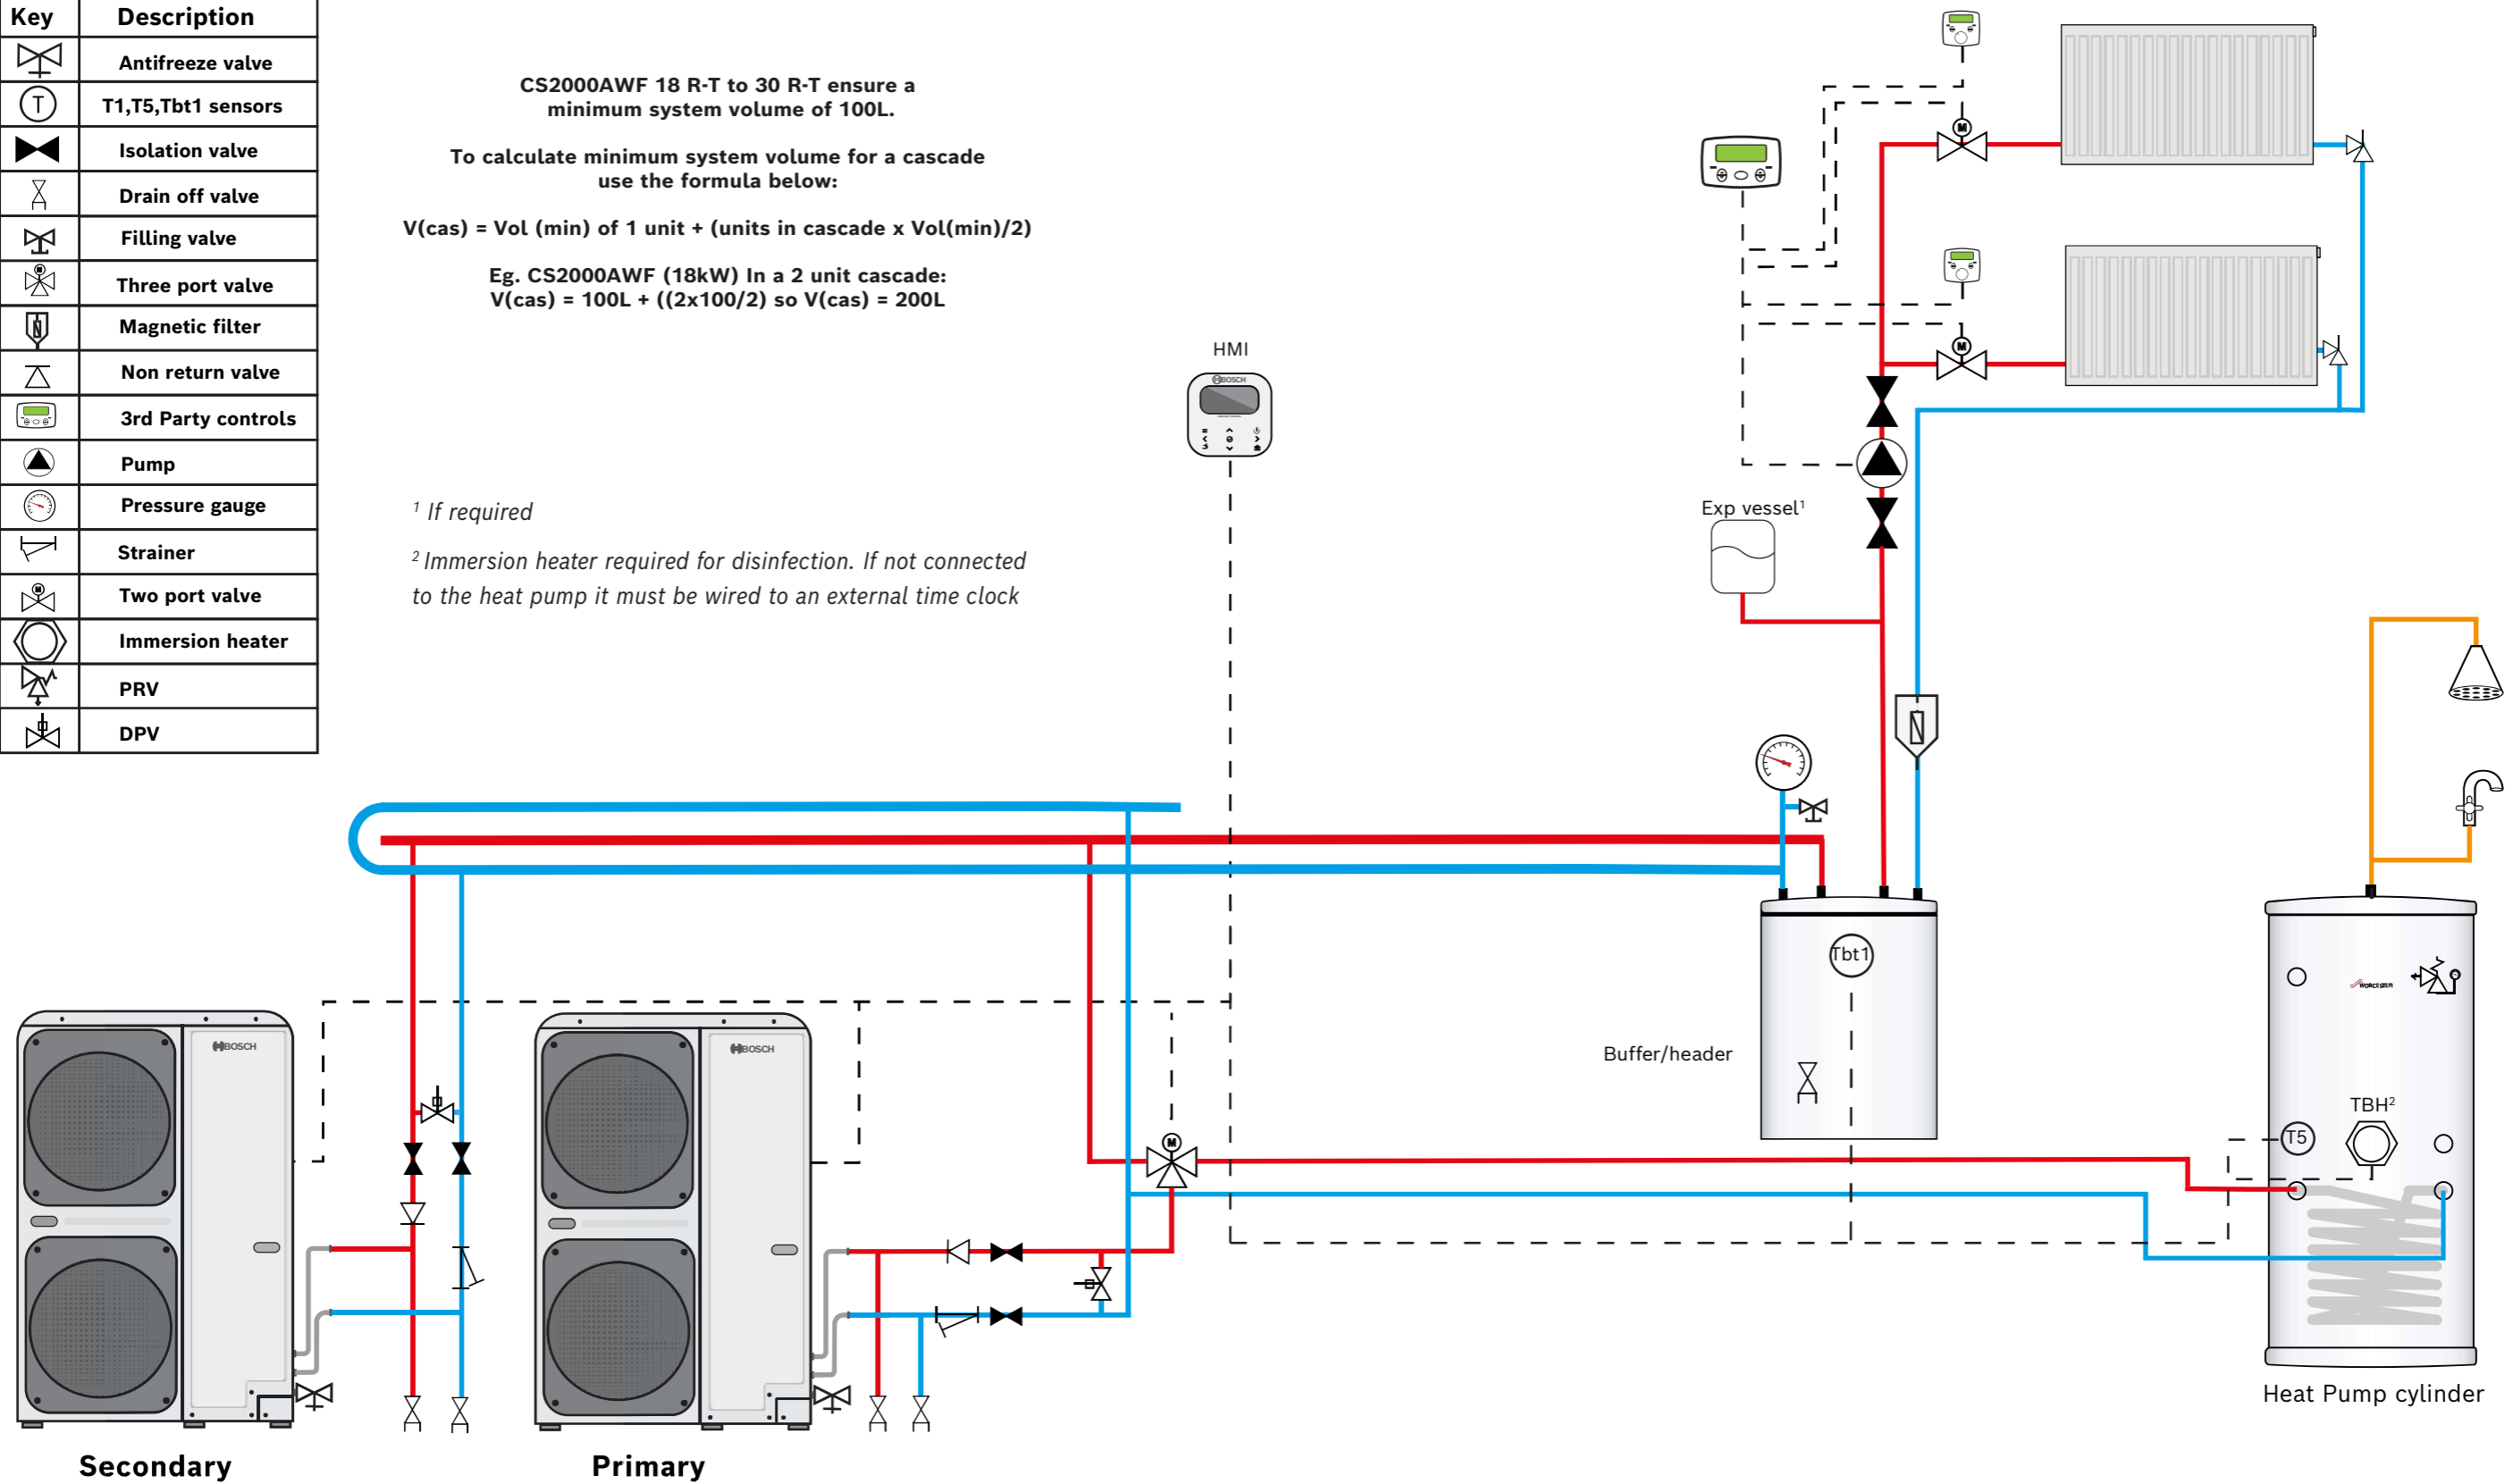 Key Description
Antifreeze valve
T T1,T5,Tbt1 sensors
Isolation valve
Drain off valve
Filling valve
Three port valve
Magnetic filter
Non return valve
3rd Party controls
Pump
Pressure gauge
Strainer
M Two port valve
Immersion heater
PRV
DPV
CS2000AWF 18 R-T to 30 R-T ensure a
minimum system volume of 100L.
To calculate minimum system volume for a cascade
use the formula below:
V(cas) = Vol (min) of 1 unit + (units in cascade x Vol(min)/2)
Eg. CS2000AWF (18kW) In a 2 unit cascade:
V(cas) = 100L + ((2x100/2) so V(cas) = 200L
¹ If required
² Immersion heater required for disinfection. If not connected
to the heat pump it must be wired to an external time clock
HMI
BOSCH
M
M
Exp vessel¹
Tbt1
Buffer/header
BOSCH
BOSCH
M
WORCESTER
TBH²
T5
Heat Pump cylinder
Secondary
Primary